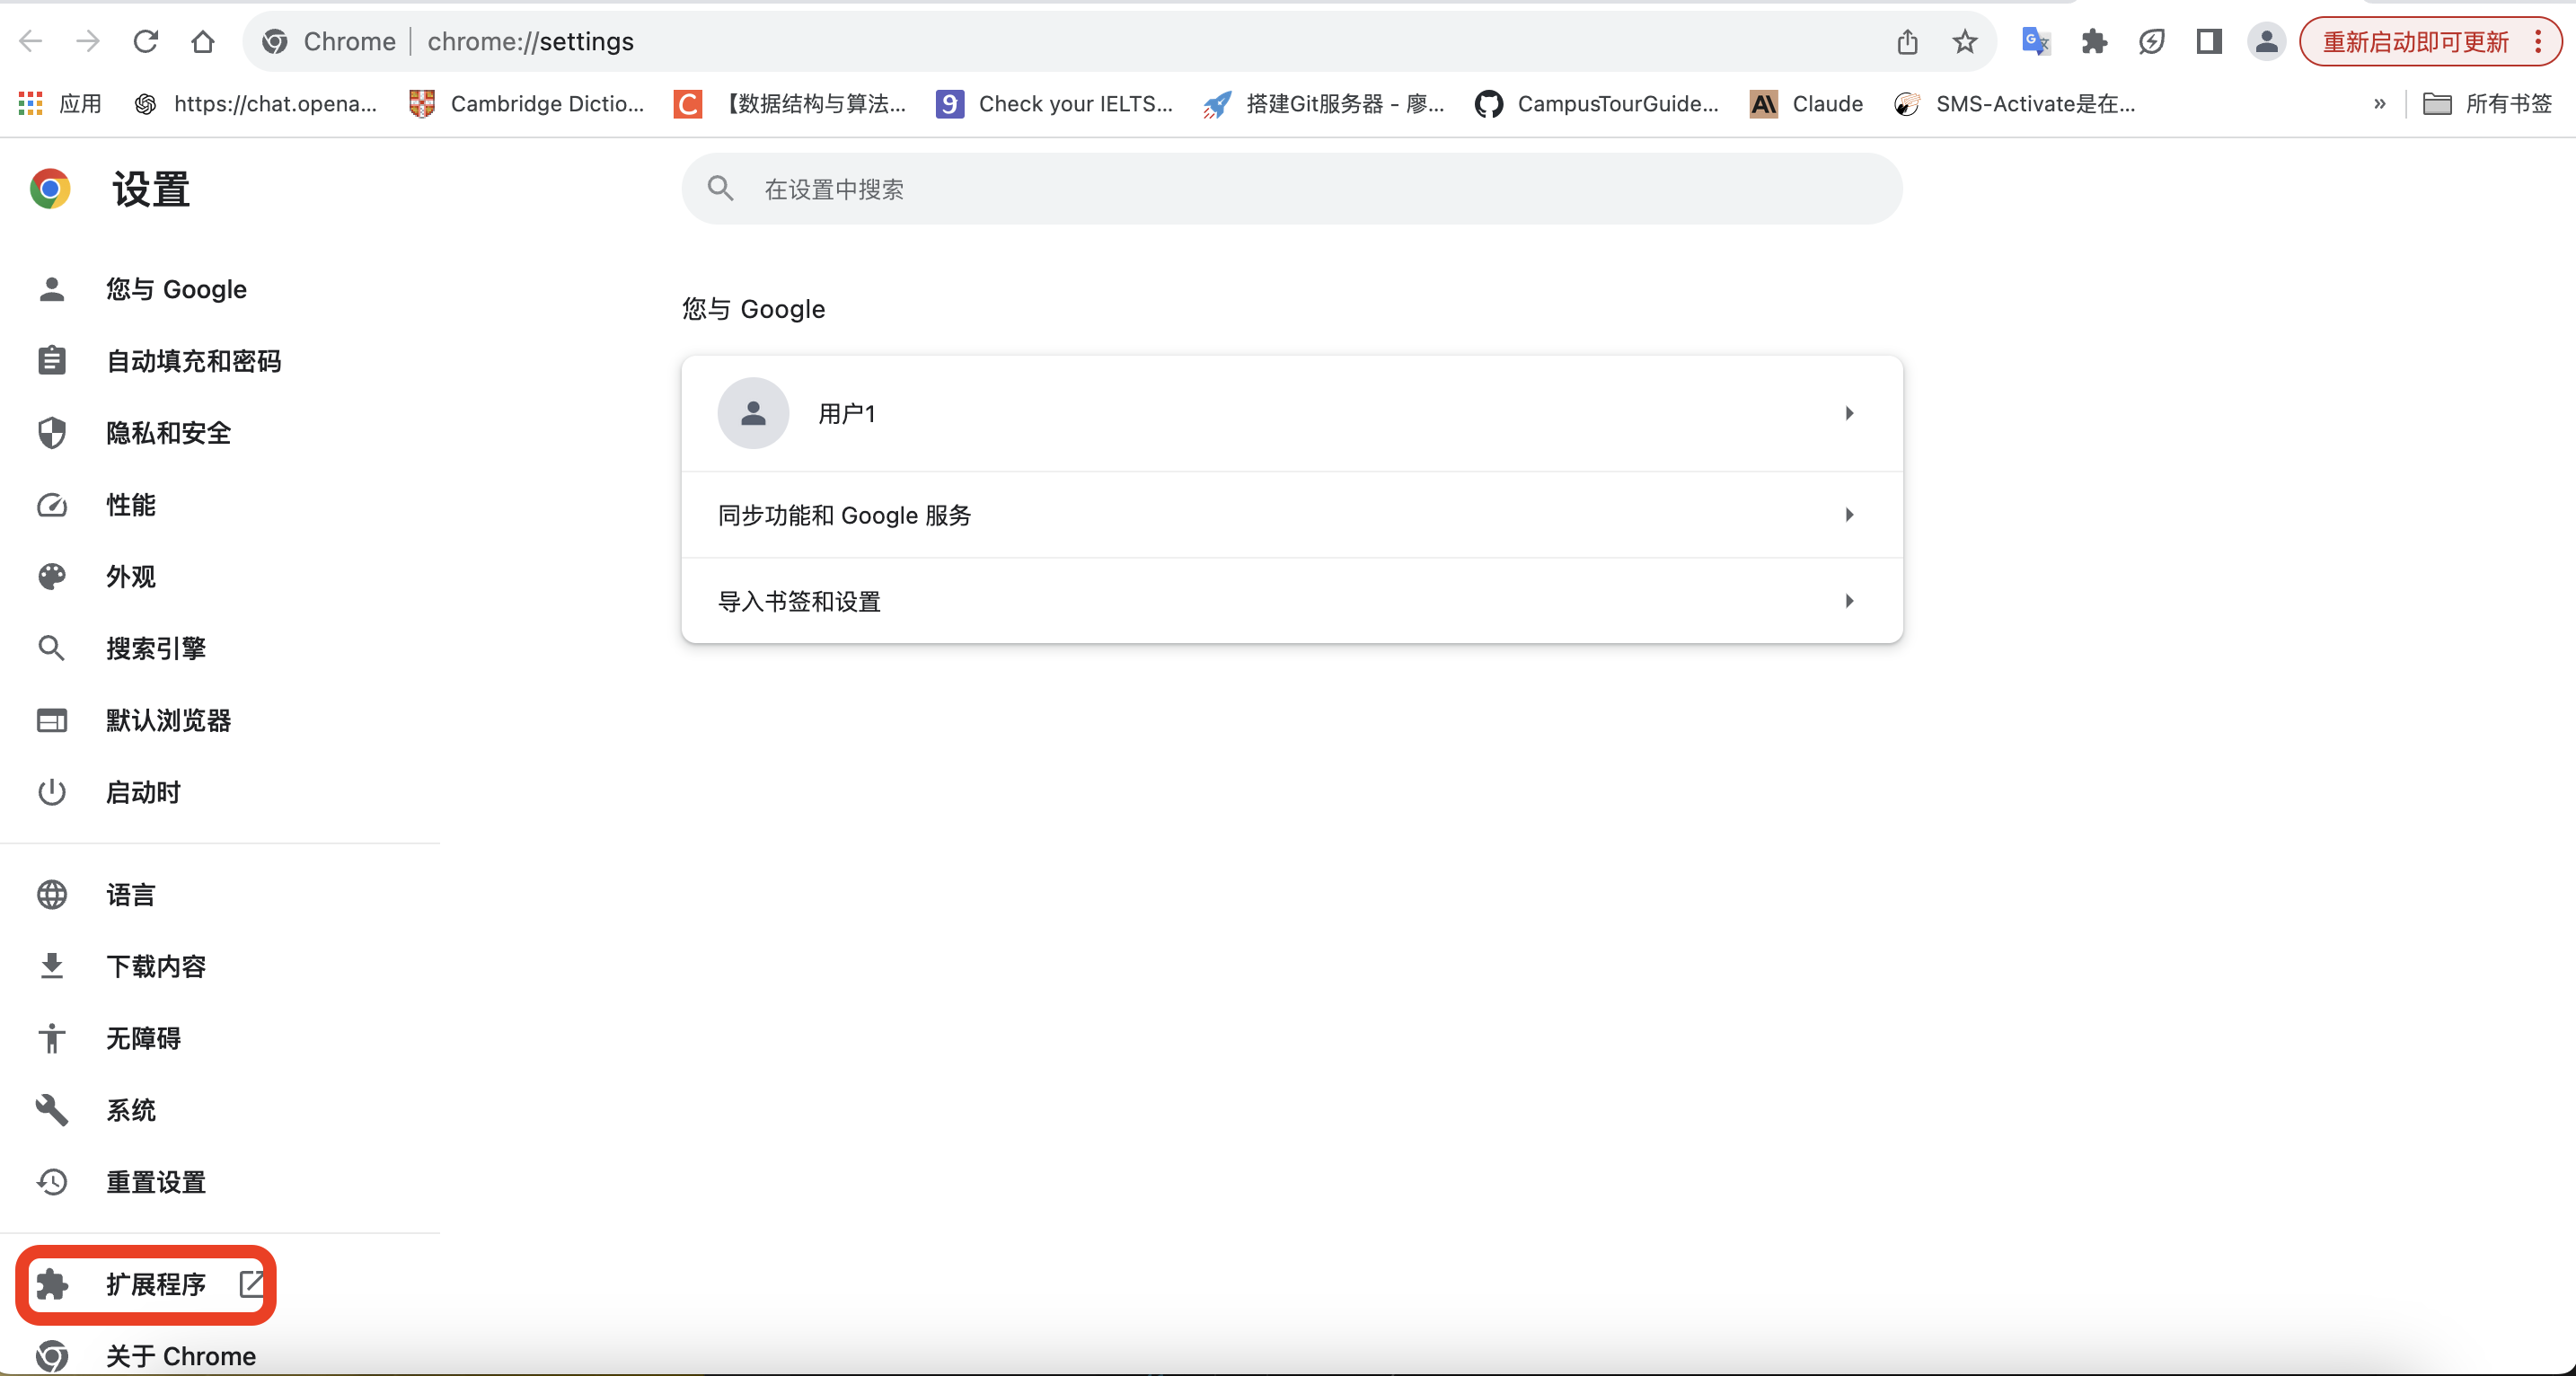 Chrome | chrome://settings
重新启动即可更新
应用
https://chat.opena...
Cambridge Dictio...
【数据结构与算法...
Check your IELTS...
搭建Git服务器 - 廖...
CampusTourGuide...
Claude
SMS-Activate是在...
»
所有书签
设置
在设置中搜索
您与 Google
自动填充和密码
隐私和安全
性能
外观
搜索引擎
默认浏览器
启动时
语言
下载内容
无障碍
系统
重置设置
扩展程序
关于 Chrome
您与 Google
用户1
同步功能和 Google 服务
导入书签和设置